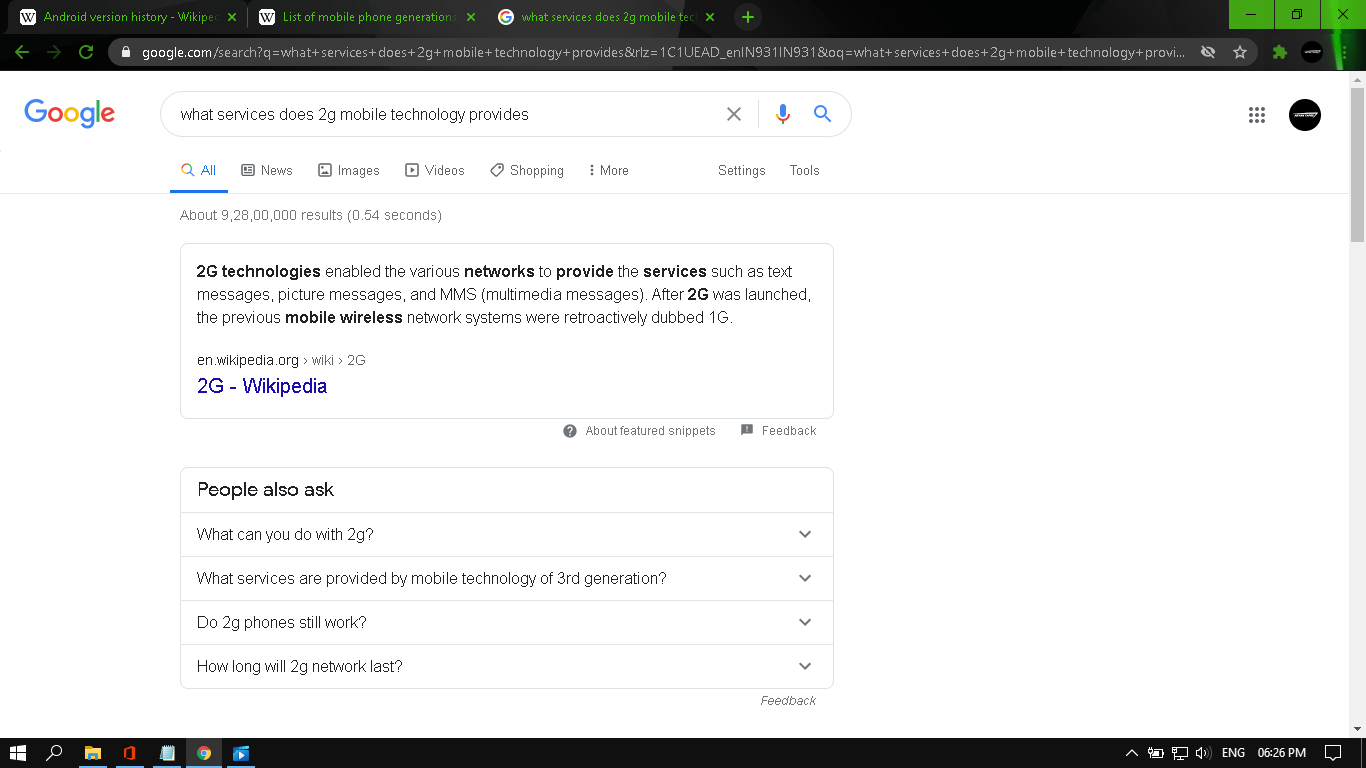 Android version history - Wikipe
List of mobile phone generations
what services does 2g mobile tec
google.com/search?q=what+services+does+2g+mobile+technology+provides&rlz=1C1UEAD_enIN931IN931&oq=what+services+does+2g+mobile+technology+provi...
Google
what services does 2g mobile technology provides
All News Images Videos Shopping More Settings Tools
About 9,28,00,000 results (0.54 seconds)
2G technologies enabled the various networks to provide the services such as text
messages, picture messages, and MMS (multimedia messages). After 2G was launched,
the previous mobile wireless network systems were retroactively dubbed 1G.
en.wikipedia.org › wiki › 2G
2G - Wikipedia
About featured snippets Feedback
People also ask
What can you do with 2g?
What services are provided by mobile technology of 3rd generation?
Do 2g phones still work?
How long will 2g network last?
Feedback
ENG 06:26 PM